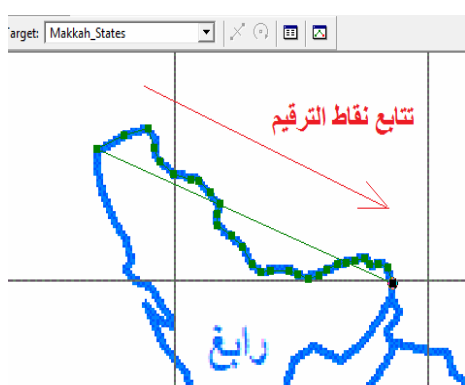 Target: Makkah_States
تتابع نقاط الترقيم
رابغ